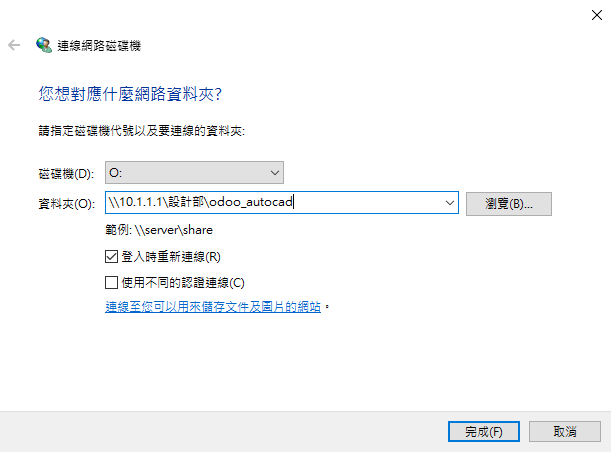 連線網路磁碟機
您想對應什麼網路資料夾?
請指定磁碟機代號以及要連線的資料夾:
磁碟機(D): O:
資料夾(O): \\10.1.1.1\設計部\odoo_autocad 瀏覽(B)...
範例: \\server\share
登入時重新連線(R)
使用不同的認證連線(C)
連線至您可以用來儲存文件及圖片的網站。
完成(F) 取消